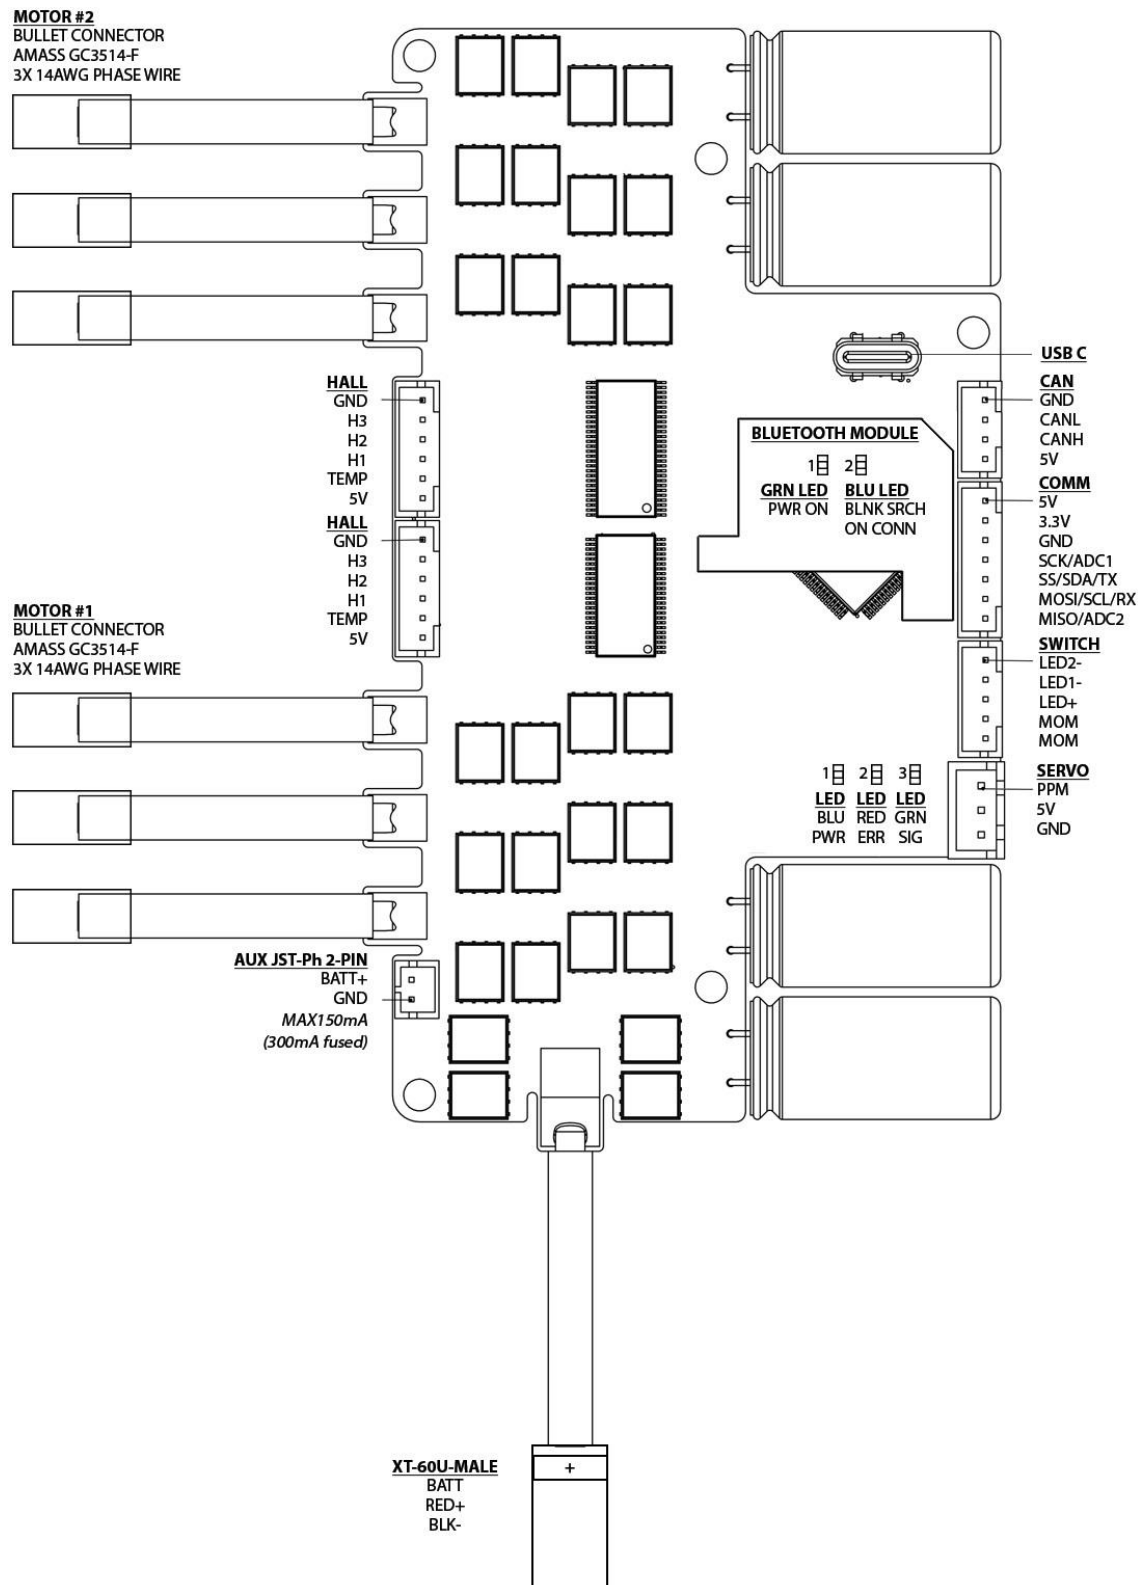 MOTOR #2
BULLET CONNECTOR
AMASS GC3514-F
3X 14AWG PHASE WIRE
USB C
HALL
GND
H3
H2
H1
TEMP
5V
CAN
GND
CANL
CANH
5V
BLUETOOTH MODULE
1 2
GRN LED BLU LED
PWR ON BLNK SRCH
ON CONN
COMM
5V
3.3V
GND
SCK/ADC1
SS/SDA/TX
MOSI/SCL/RX
MISO/ADC2
HALL
GND
H3
H2
H1
TEMP
5V
MOTOR #1
BULLET CONNECTOR
AMASS GC3514-F
3X 14AWG PHASE WIRE
SWITCH
LED2-
LED1-
LED+
MOM
MOM
1 2 3
LED LED LED
BLU RED GRN
PWR ERR SIG
SERVO
PPM
5V
GND
AUX JST-Ph 2-PIN
BATT+
GND
MAX150mA
(300mA fused)
XT-60U-MALE
BATT
RED+
BLK-
+